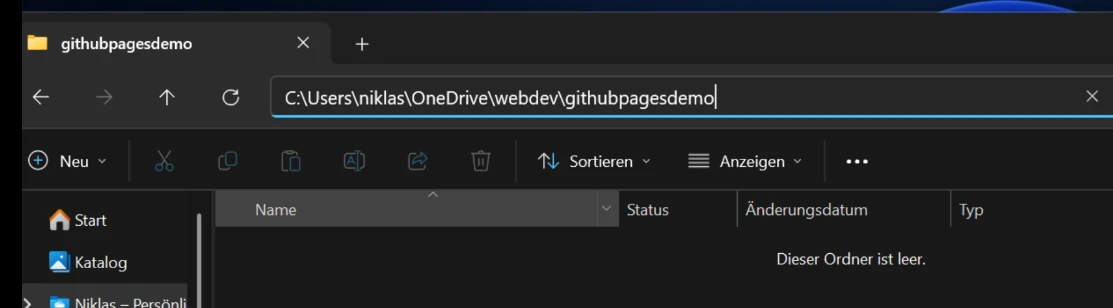 githubpagesdemo
C:\Users\niklas\OneDrive\webdev\githubpagesdemo
Neu
Sortieren
Anzeigen
Name
Status
Änderungsdatum
Typ
Start
Dieser Ordner ist leer.
Katalog
Niklas – Persönli